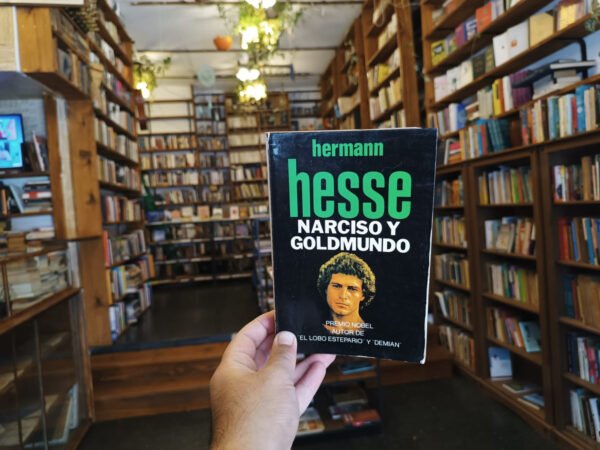 hermann
hesse
NARCISO Y
GOLDMUNDO
PREMIO NOBEL
AUTOR DE
"EL LOBO ESTEPARIO" Y "DEMIAN"